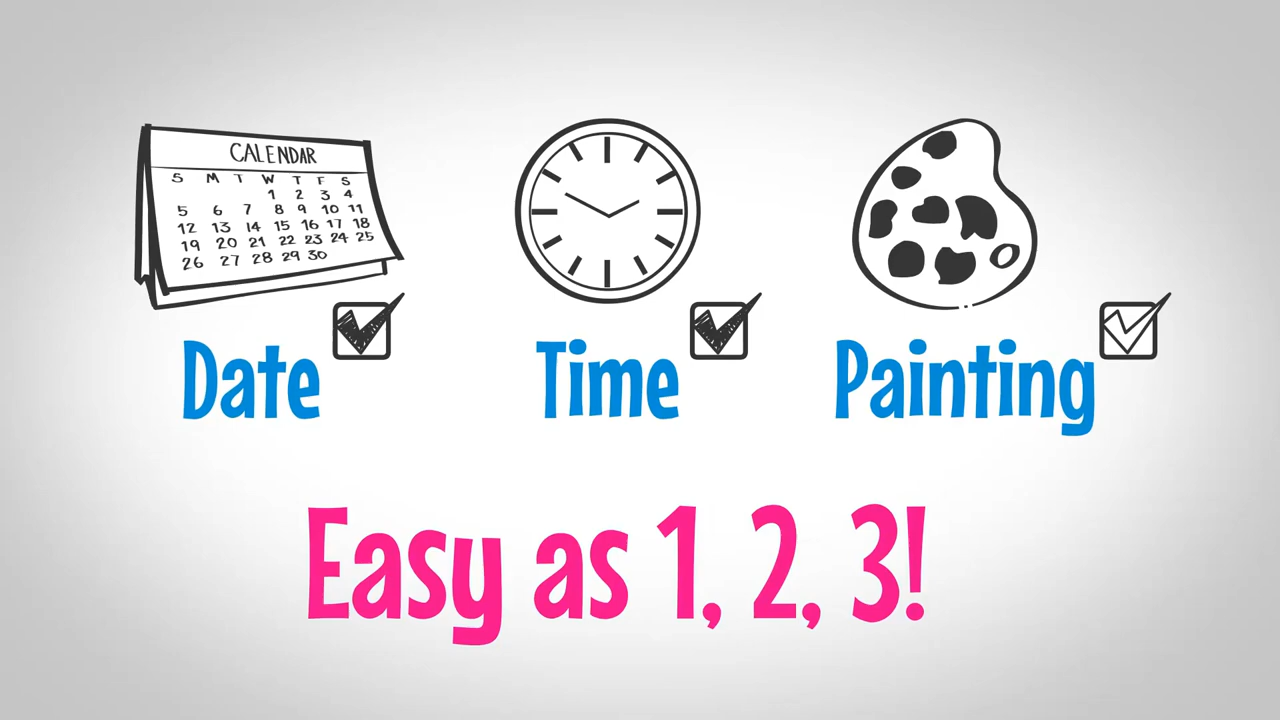 CALENDAR
S M T W T F S
1 2 3 4
5 6 7 8 9 10 11
12 13 14 15 16 17 18
19 20 21 22 23 24 25
26 27 28 29 30
Date
Time
Painting
Easy as 1, 2, 3!